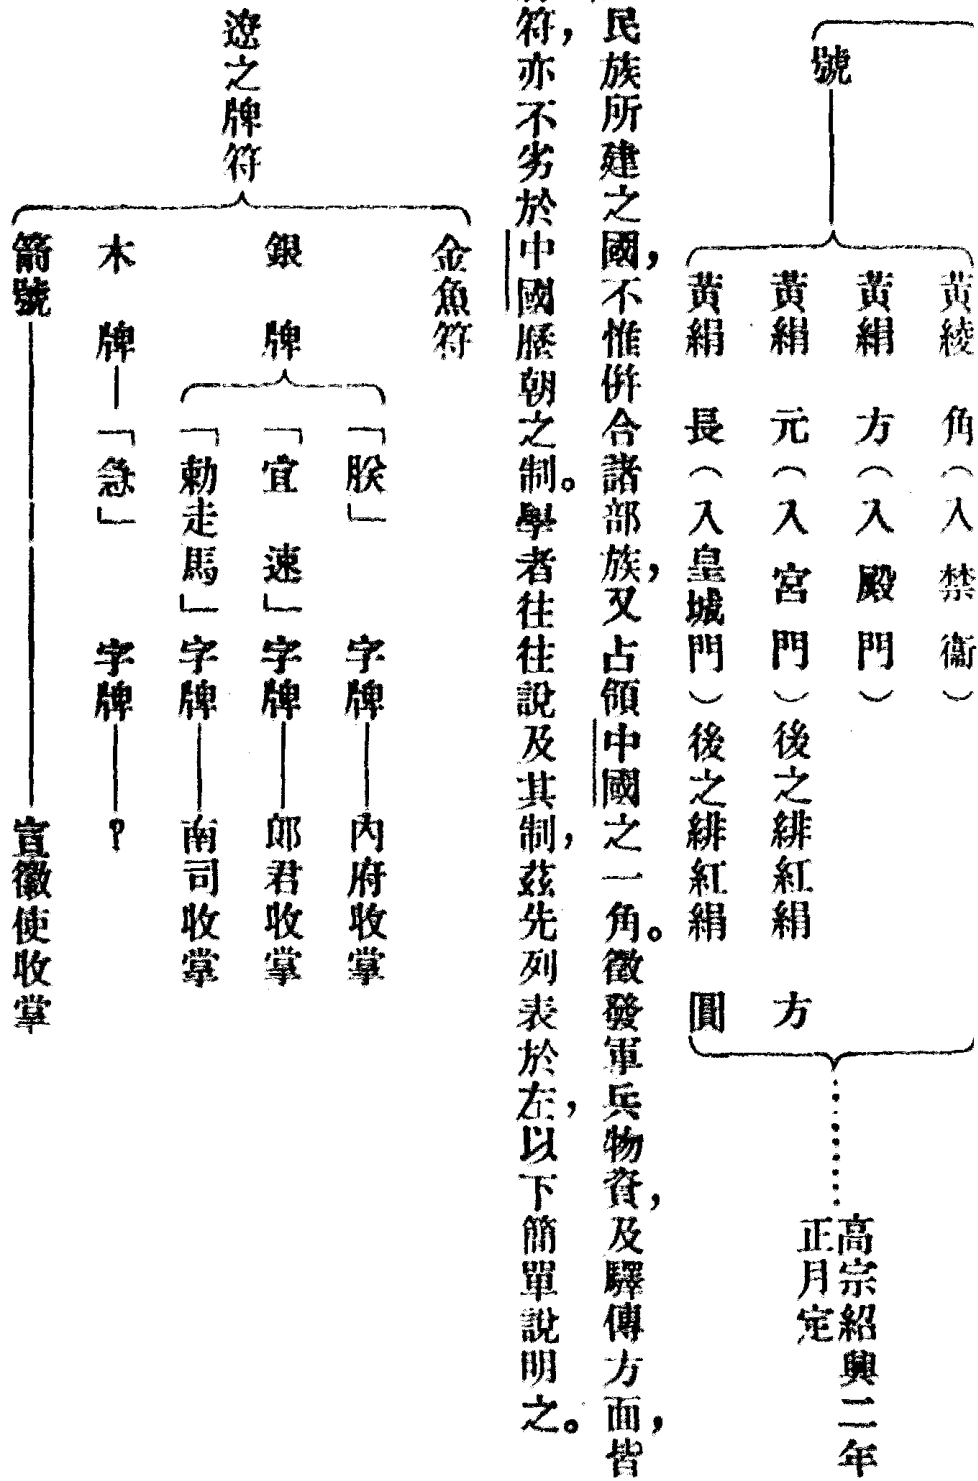 號
黃綾　角（入禁衞）
黃絹　方（入殿門）
黃絹　元（入宮門）後之緋紅絹　方
黃絹　長（入皇城門）後之緋紅絹　圓
高宗紹興二年
正月定
民族所建之國，不惟併合諸部族，又占領中國之一角。徵發軍兵物資，及驛傳方面，皆
符，亦不劣於中國歷朝之制。學者往往說及其制，茲先列表於左，以下簡單說明之。
遼之牌符
金魚符
銀牌
「朕」字牌——內府收掌
「宜速」字牌——郎君收掌
「勅走馬」字牌——南司收掌
木牌—「急」字牌——？
箭號——宣徽使收掌